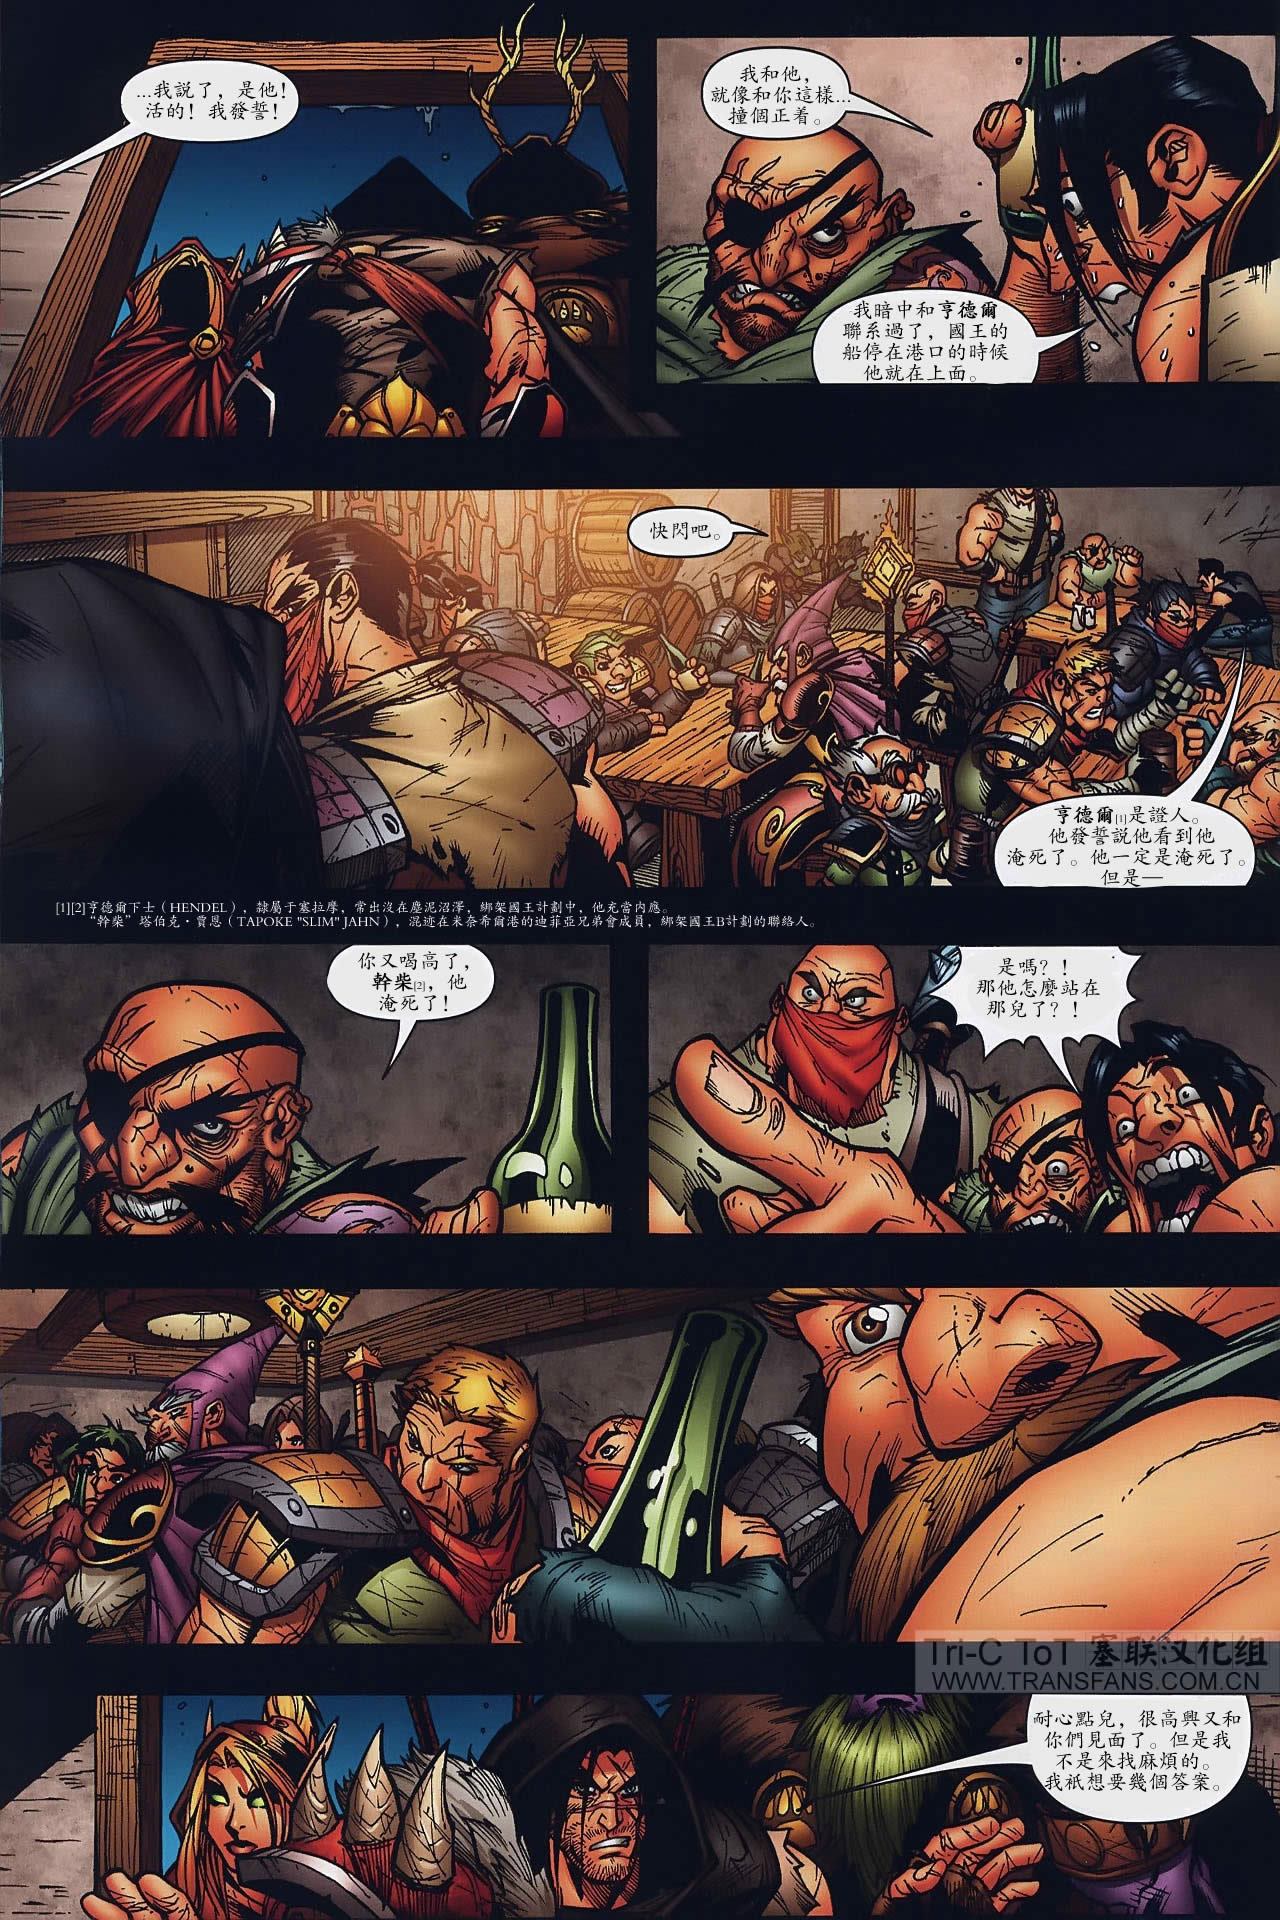 …我説了，是他！
活的！我發誓！
我和他，
就像和你這樣…
撞個正着。
我暗中和亨德爾
聯系過了，國王的
船停在港口的時候
他就在上面。
快閃吧。
亨德爾[1]是證人。
他發誓説他看到他
淹死了。他一定是淹死了。
但是—
[1][2]亨德爾下士（HENDEL），隸屬于塞拉摩，常出没在塵泥沼澤，綁架國王計劃中，他充當内應。
“幹柴”塔伯克·賈恩（TAPOKE "SLIM" JAHN），混迹在米奈希爾港的迪菲亞兄弟會成員，綁架國王B計劃的聯絡人。
你又喝高了，
幹柴[2]，他
淹死了！
是嗎？！
那他怎麽站在
那兒了？！
Tri-C ToT 塞联汉化组
WWW.TRANSFANS.COM.CN
耐心點兒，很高興又和
你們見面了。但是我
不是來找麻煩的。
我衹想要幾個答案。